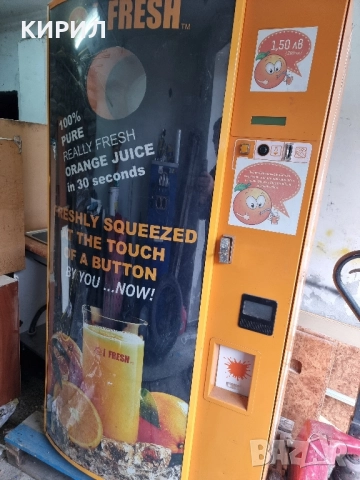 КИРИЛ
FRESH™
1,50 лв
100%
PURE
REALLY FRESH
ORANGE JUICE
in 30 seconds
FRESHLY SQUEEZED
AT THE TOUCH
OF A BUTTON
BY YOU ...NOW!
FRESH
BAZAR